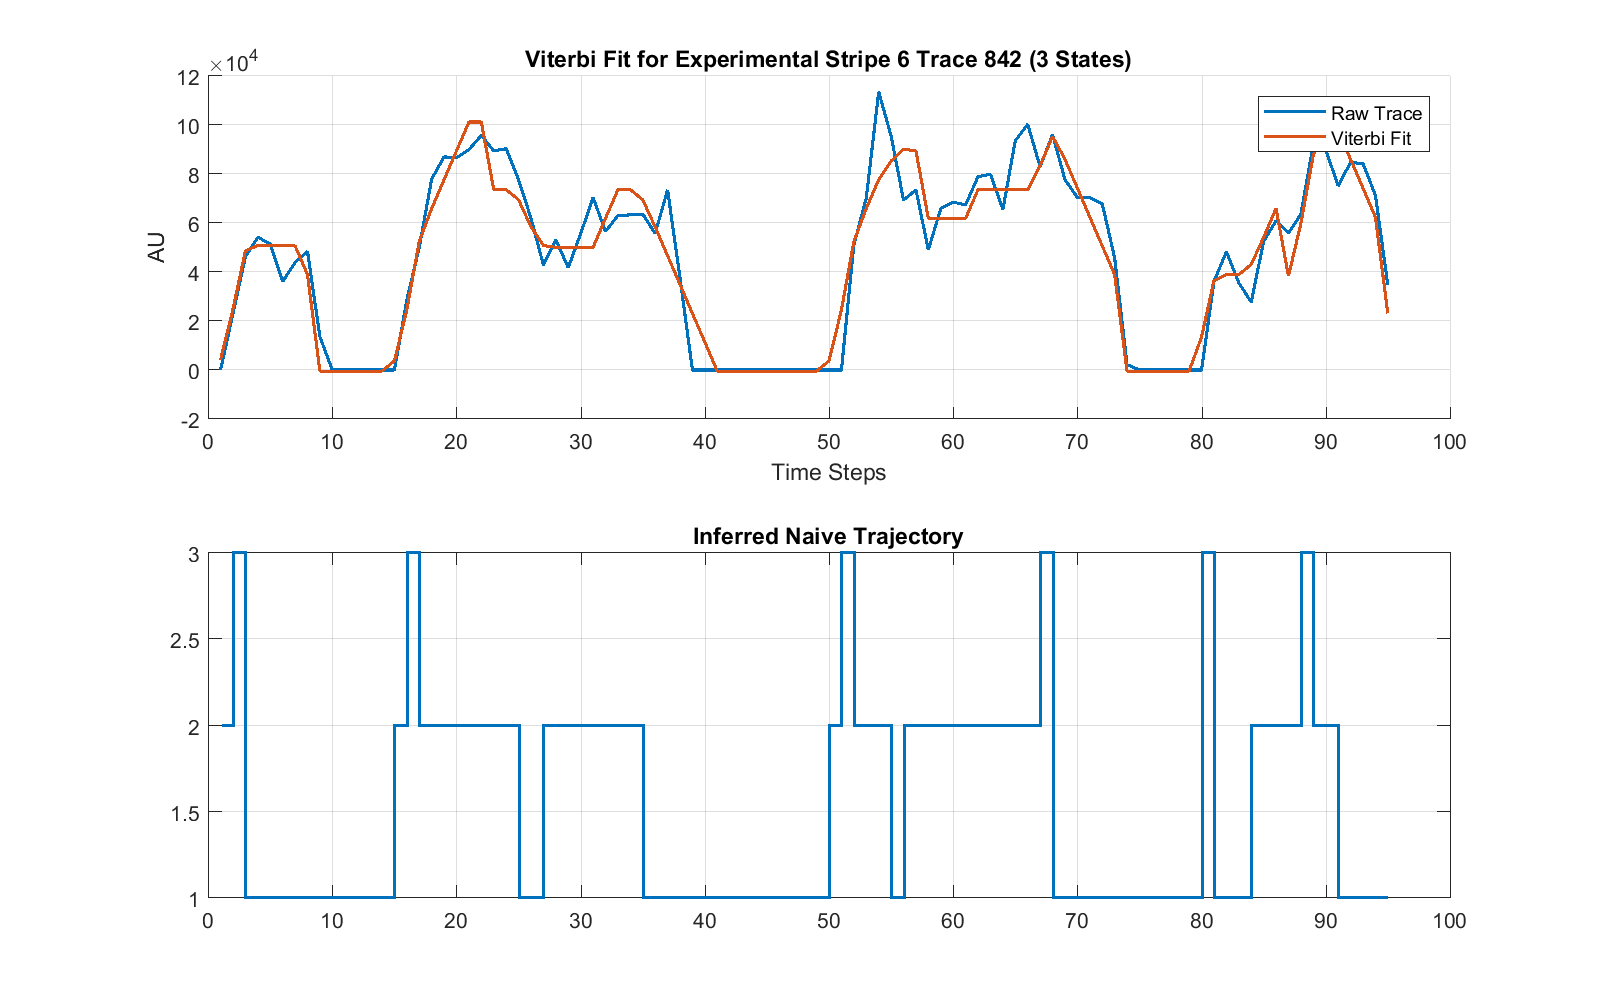 Viterbi Fit for Experimental Stripe 6 Trace 842 (3 States)
×10^4
12
10
8
6
4
2
0
-2
AU
Raw Trace
Viterbi Fit
0 10 20 30 40 50 60 70 80 90 100
Time Steps
Inferred Naive Trajectory
3
2.5
2
1.5
1
0 10 20 30 40 50 60 70 80 90 100